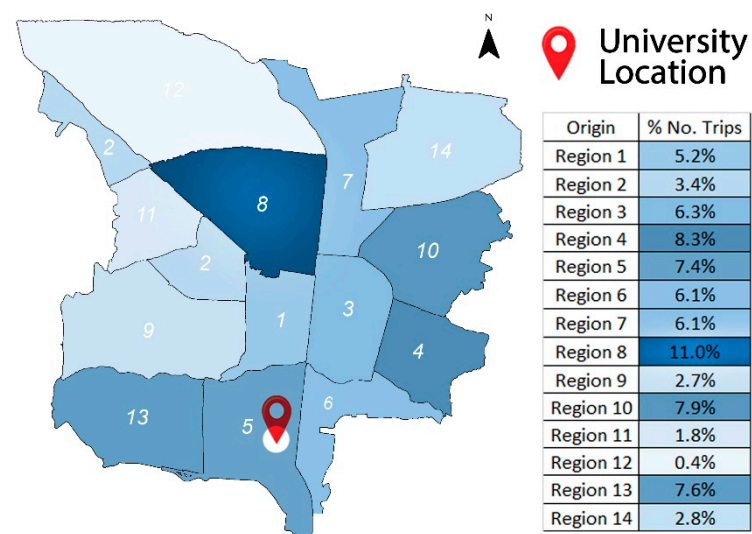 N
University
Location
12
2
14
7
8
11
10
2
1
3
9
4
13
5
6
Origin % No. Trips
Region 1 5.2%
Region 2 3.4%
Region 3 6.3%
Region 4 8.3%
Region 5 7.4%
Region 6 6.1%
Region 7 6.1%
Region 8 11.0%
Region 9 2.7%
Region 10 7.9%
Region 11 1.8%
Region 12 0.4%
Region 13 7.6%
Region 14 2.8%